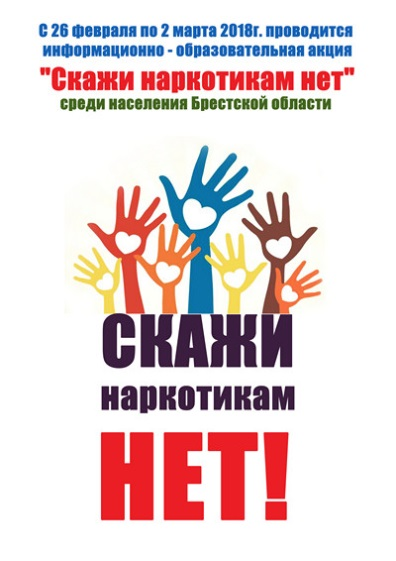 С 26 февраля по 2 марта 2018г. проводится
информационно - образовательная акция
"Скажи наркотикам нет"
среди населения Брестской области
СКАЖИ
наркотикам
НЕТ!